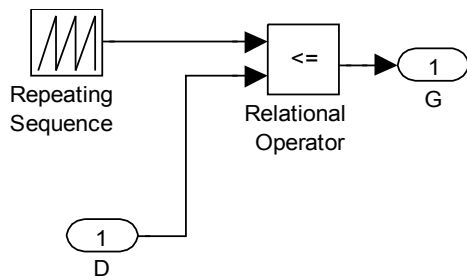 <=
1
G
Repeating
Sequence
Relational
Operator
1
D